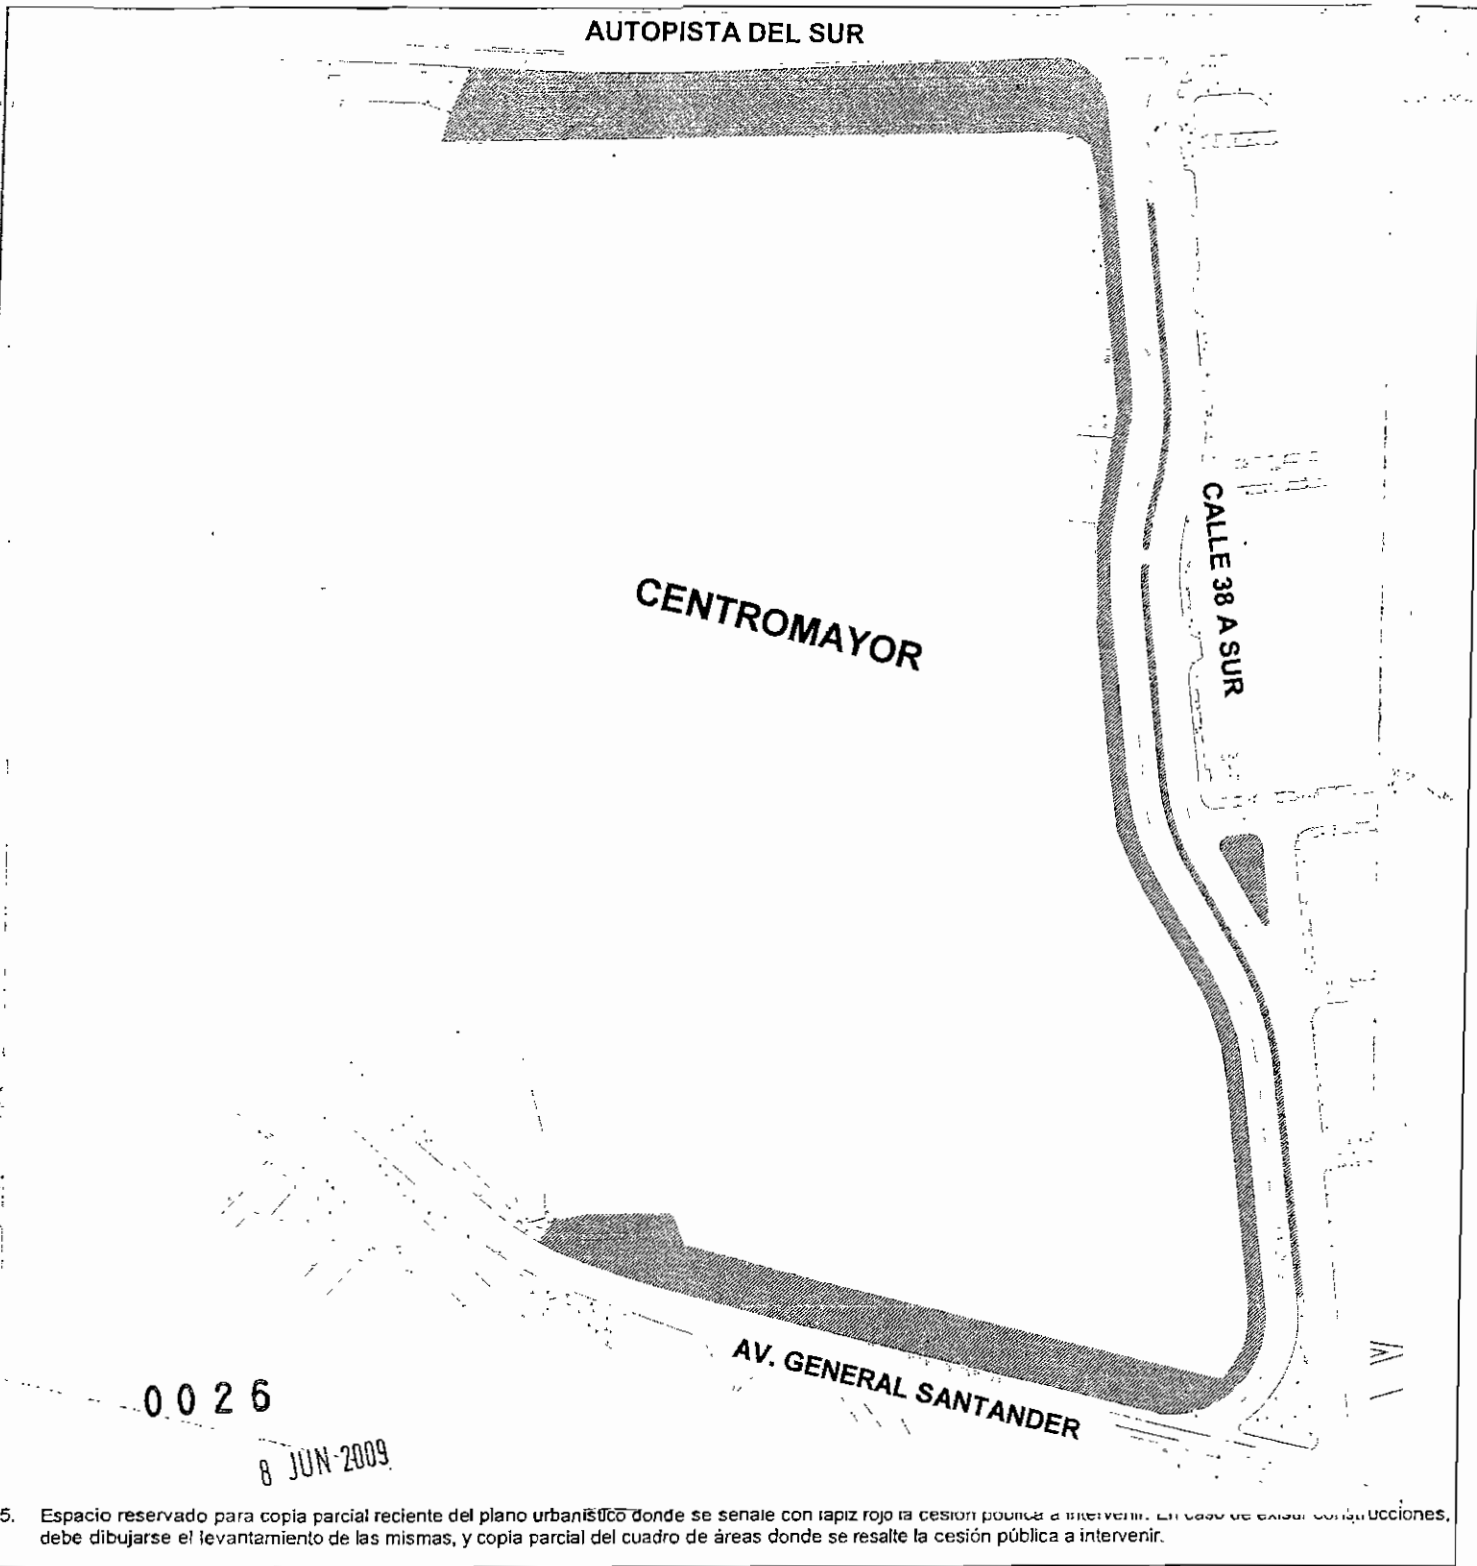 AUTOPISTA DEL SUR
CALLE 38 A SUR
CENTROMAYOR
AV. GENERAL SANTANDER
0026
8 JUN 2009
5. Espacio reservado para copia parcial reciente del plano urbanístico donde se señale con lapiz rojo la cesión pública a intervenir. En caso de existir construcciones,
debe dibujarse el levantamiento de las mismas, y copia parcial del cuadro de áreas donde se resalte la cesión pública a intervenir.